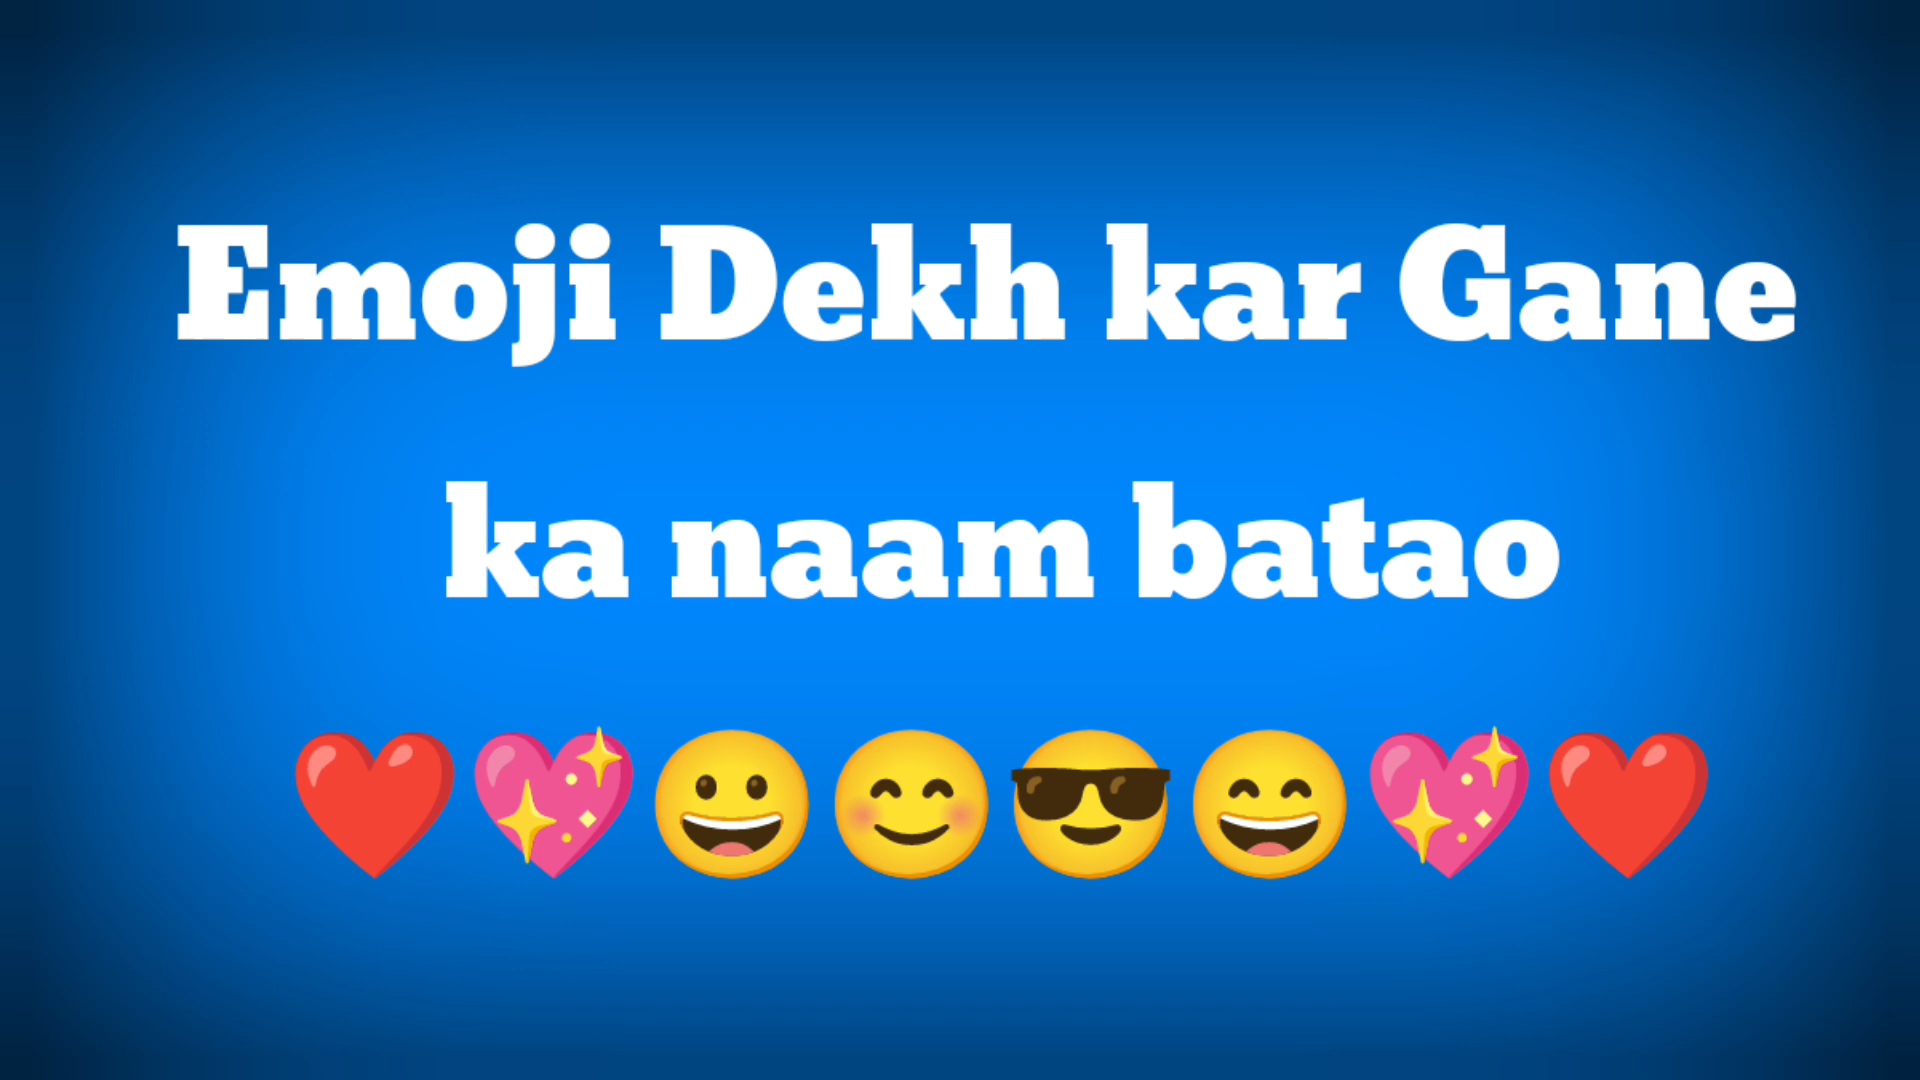 Emoji Dekh kar Gane
ka naam batao
❤️💖😀😊😎😄💖❤️